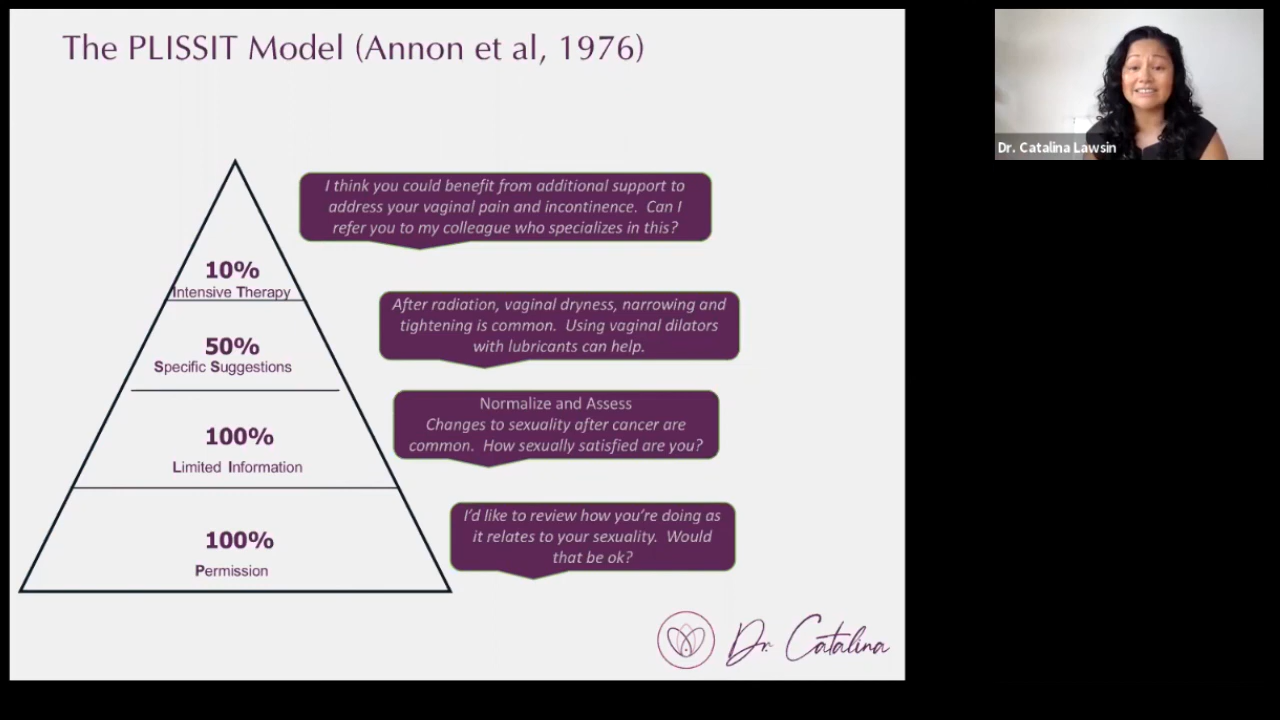 The PLISSIT Model (Annon et al, 1976)
I think you could benefit from additional support to
address your vaginal pain and incontinence. Can I
refer you to my colleague who specializes in this?
10%
Intensive Therapy
After radiation, vaginal dryness, narrowing and
tightening is common. Using vaginal dilators
with lubricants can help.
50%
Specific Suggestions
Normalize and Assess
Changes to sexuality after cancer are
common. How sexually satisfied are you?
100%
Limited Information
I'd like to review how you're doing as
it relates to your sexuality. Would
that be ok?
100%
Permission
Dr. Catalina
Dr. Catalina Lawsin